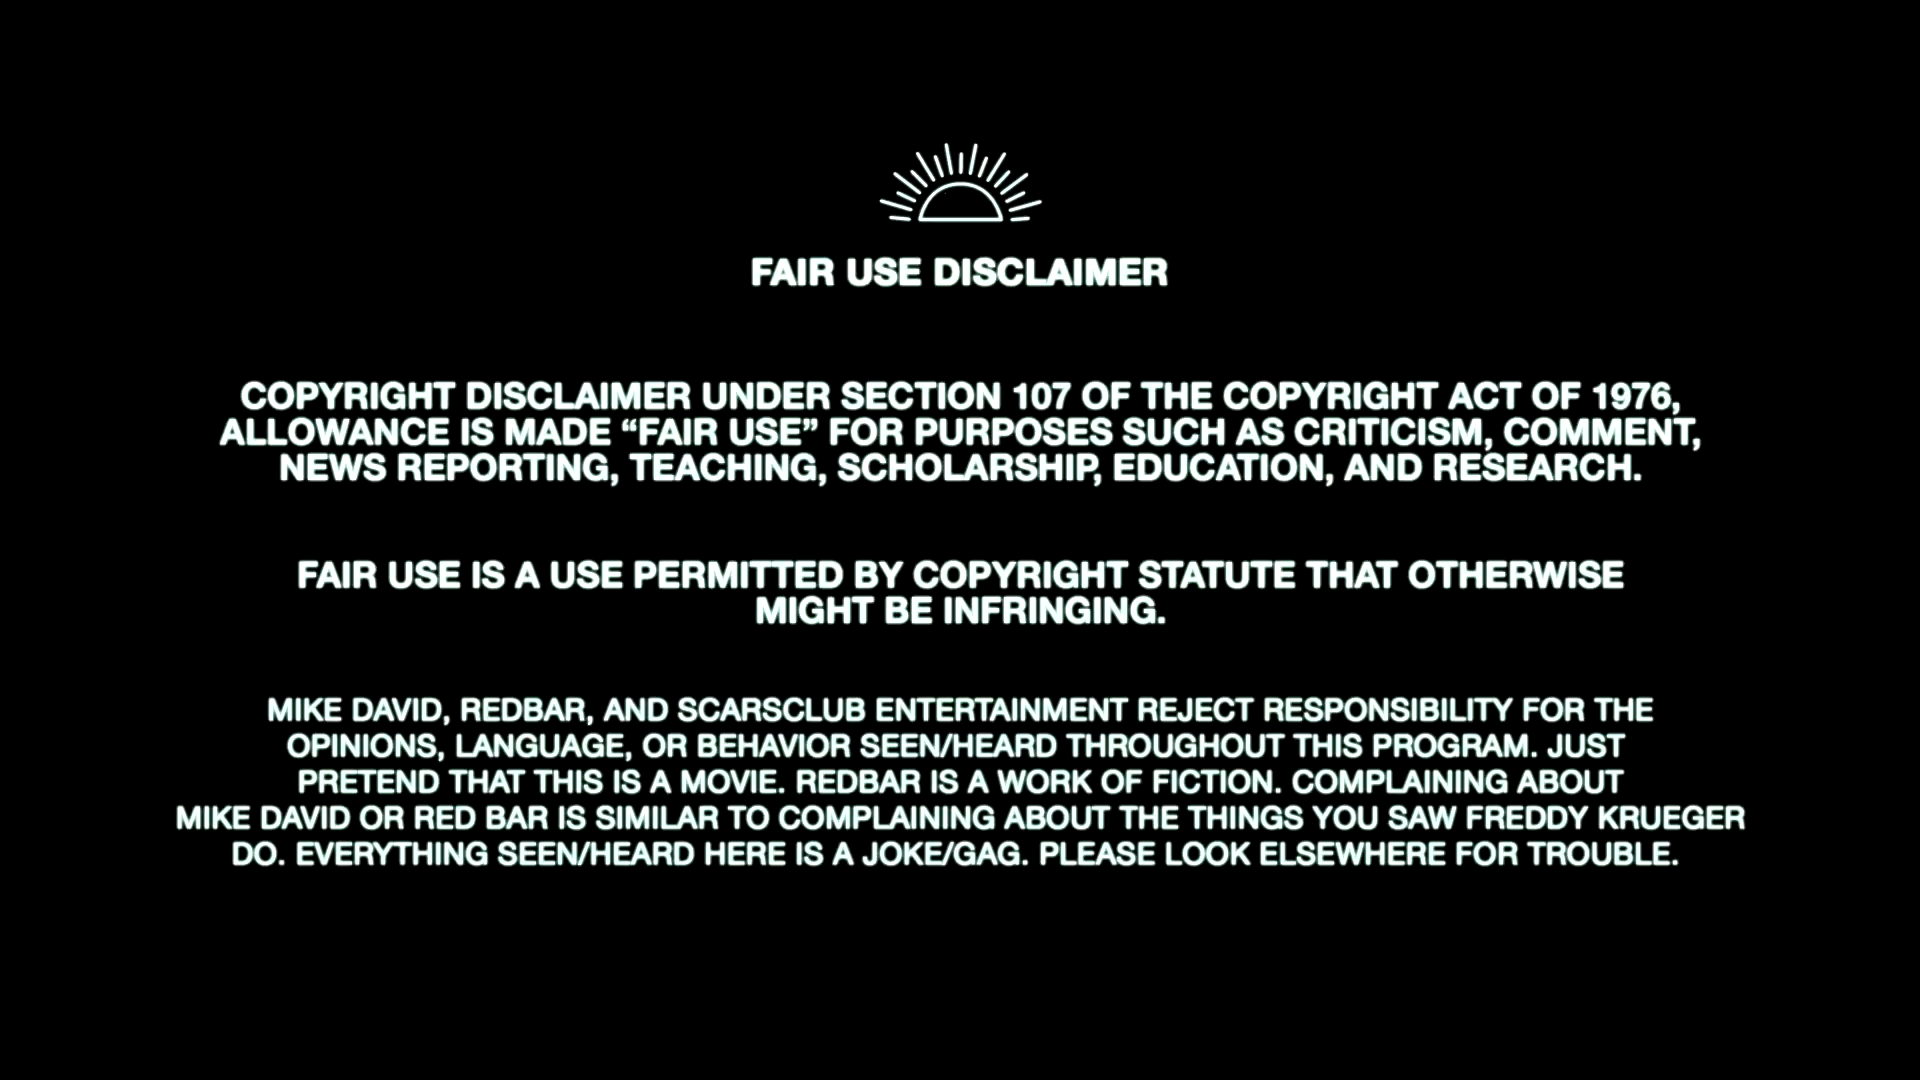 FAIR USE DISCLAIMER
COPYRIGHT DISCLAIMER UNDER SECTION 107 OF THE COPYRIGHT ACT OF 1976,
ALLOWANCE IS MADE “FAIR USE” FOR PURPOSES SUCH AS CRITICISM, COMMENT,
NEWS REPORTING, TEACHING, SCHOLARSHIP, EDUCATION, AND RESEARCH.
FAIR USE IS A USE PERMITTED BY COPYRIGHT STATUTE THAT OTHERWISE
MIGHT BE INFRINGING.
MIKE DAVID, REDBAR, AND SCARSCLUB ENTERTAINMENT REJECT RESPONSIBILITY FOR THE
OPINIONS, LANGUAGE, OR BEHAVIOR SEEN/HEARD THROUGHOUT THIS PROGRAM. JUST
PRETEND THAT THIS IS A MOVIE. REDBAR IS A WORK OF FICTION. COMPLAINING ABOUT
MIKE DAVID OR RED BAR IS SIMILAR TO COMPLAINING ABOUT THE THINGS YOU SAW FREDDY KRUEGER
DO. EVERYTHING SEEN/HEARD HERE IS A JOKE/GAG. PLEASE LOOK ELSEWHERE FOR TROUBLE.